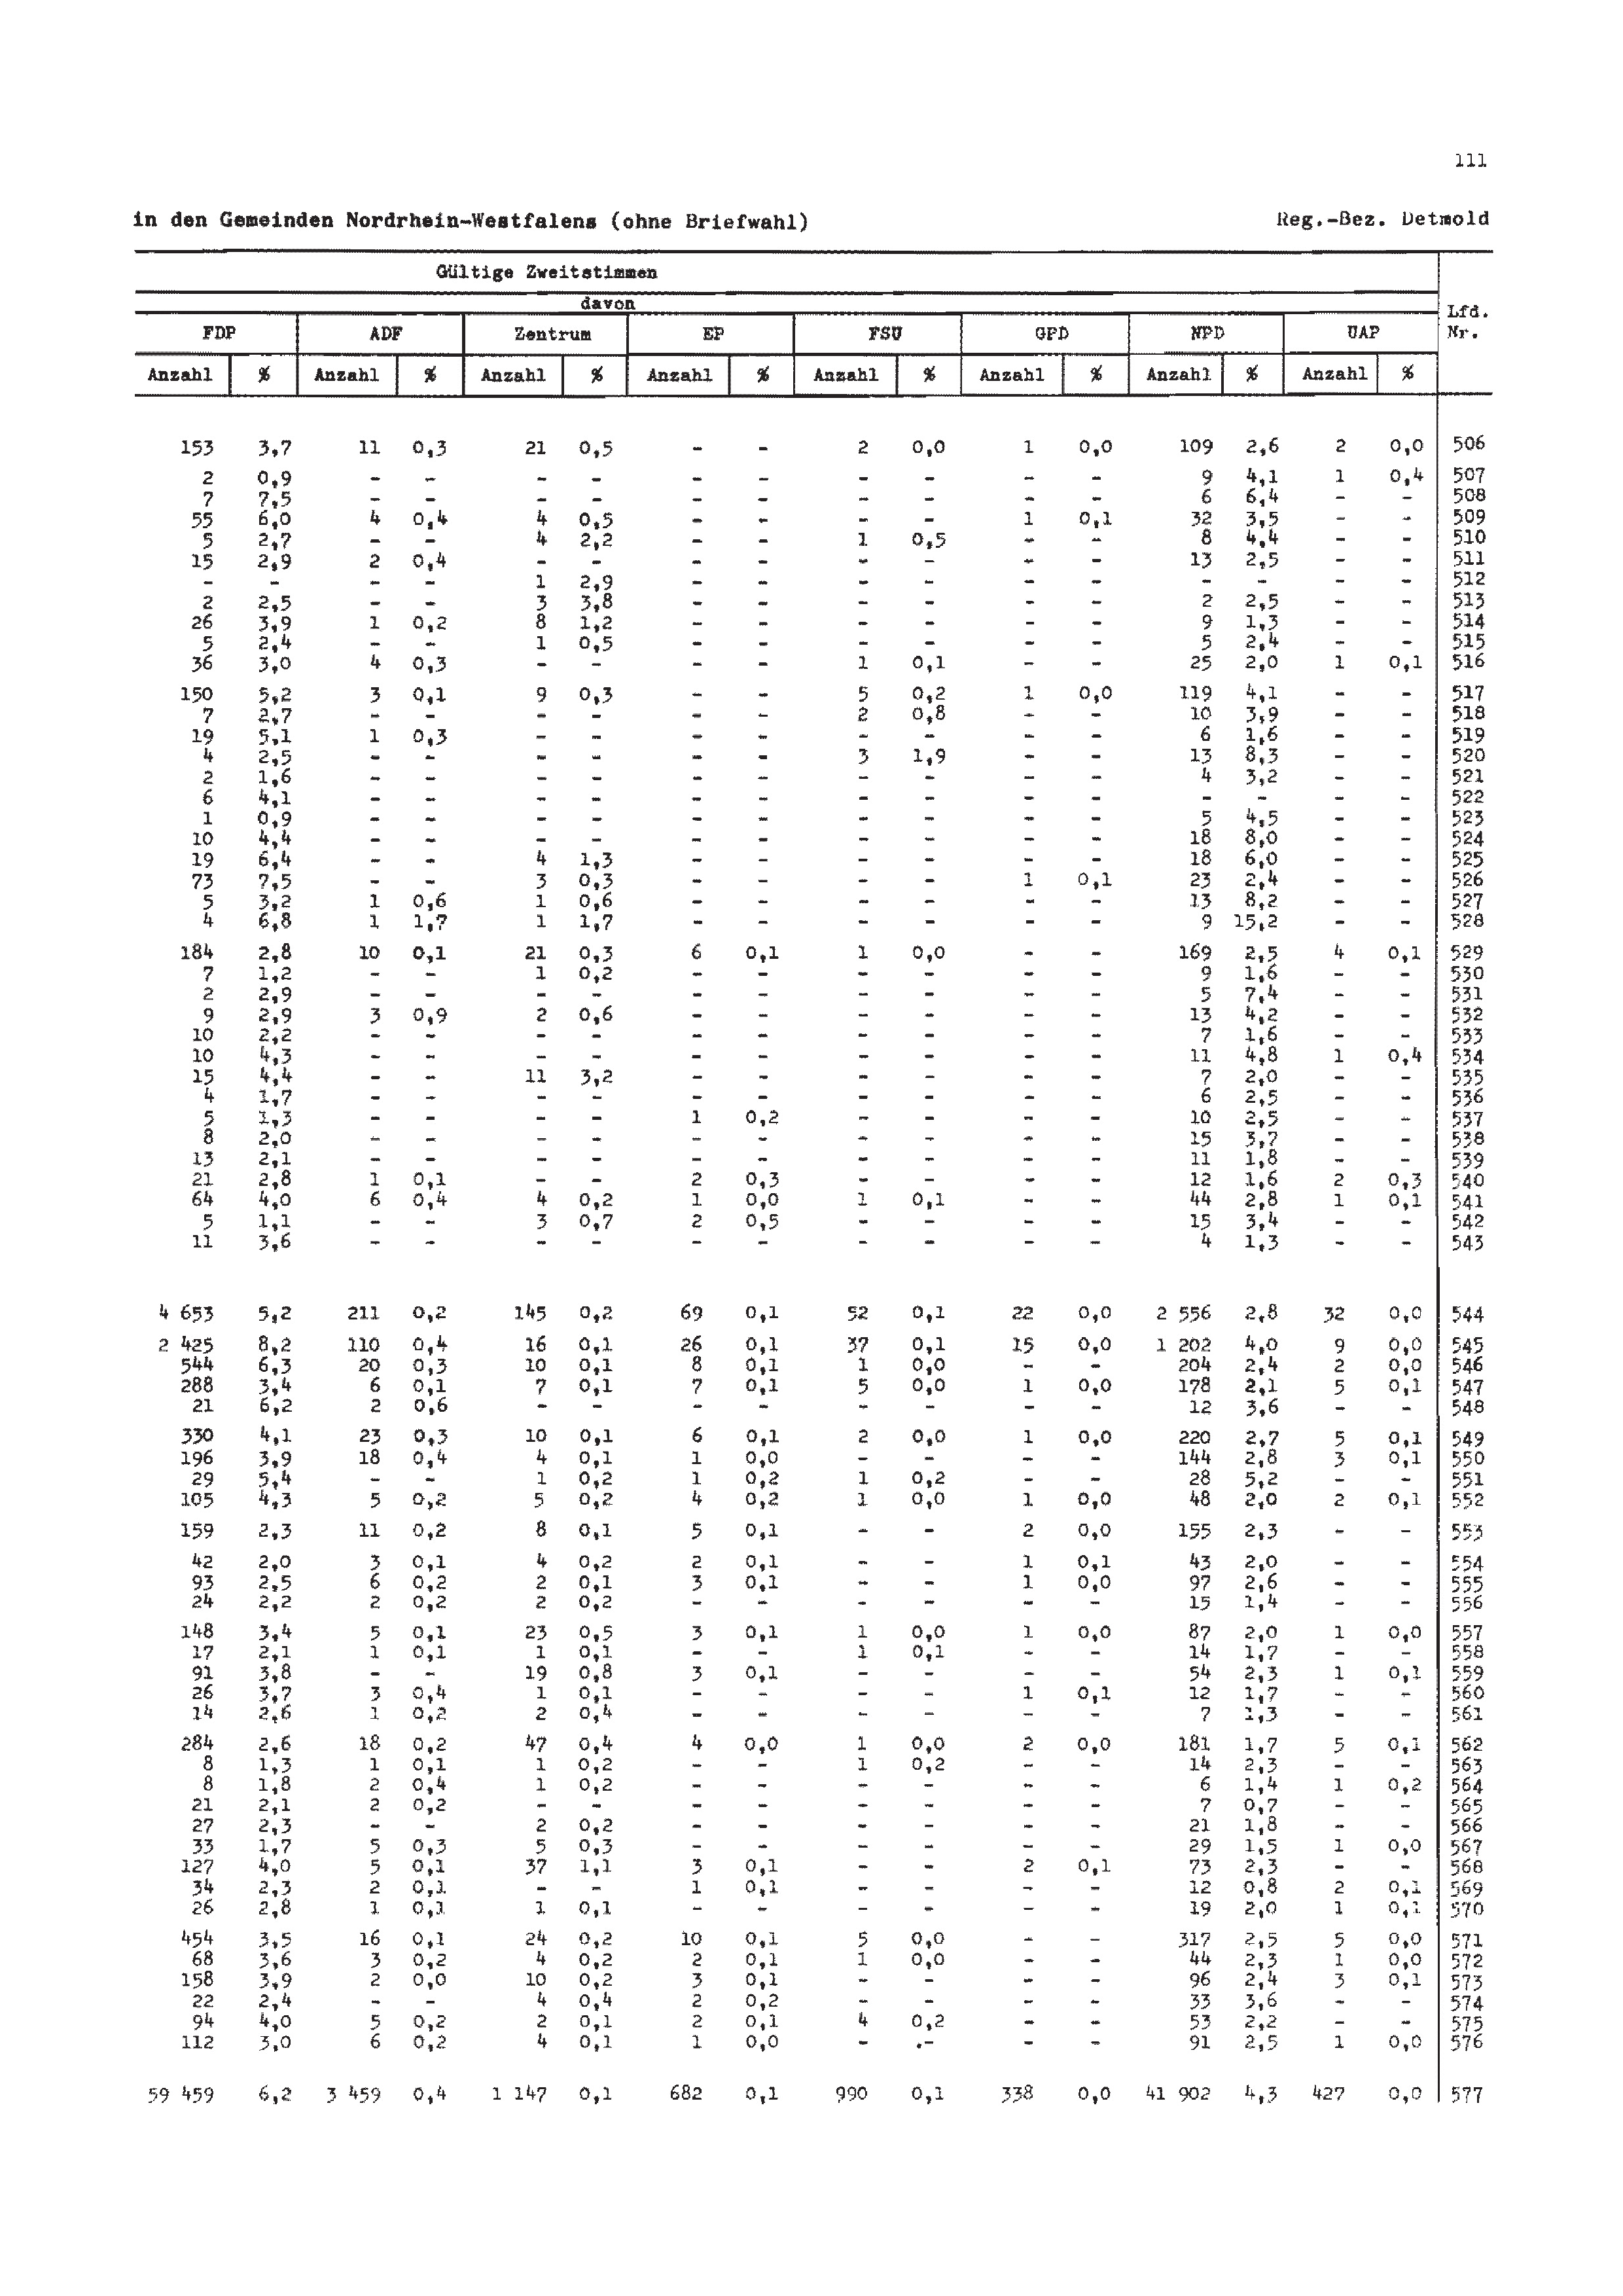 111
in den Gemeinden Nordrhein-Westfalens (ohne Briefwahl) Reg.-Bez. Detmold
Gültige Zweitstimmen
davon
Lfd.
FDP ADF Zentrum EP FSU GPD NPD UAP Nr.
Anzahl % Anzahl % Anzahl % Anzahl % Anzahl % Anzahl % Anzahl % Anzahl %
153 3,7 11 0,3 21 0,5 - - 2 0,0 1 0,0 109 2,6 2 0,0 506
2 0,9 - - - - - - - - - - 9 4,1 1 0,4 507
7 7,5 - - - - - - - - - - 6 6,4 - - 508
55 6,0 4 0,4 4 0,5 - - - - 1 0,1 32 3,5 - - 509
5 2,7 - - 4 2,2 - - 1 0,5 - - 8 4,4 - - 510
15 2,9 2 0,4 - - - - - - - - 13 2,5 - - 511
- - - - 1 2,9 - - - - - - - - - - 512
2 2,5 - - 3 3,8 - - - - - - 2 2,5 - - 513
26 3,9 1 0,2 8 1,2 - - - - - - 9 1,3 - - 514
5 2,4 - - 1 0,5 - - - - - - 5 2,4 - - 515
36 3,0 4 0,3 - - - - 1 0,1 - - 25 2,0 1 0,1 516
150 5,2 3 0,1 9 0,3 - - 5 0,2 1 0,0 119 4,1 - - 517
7 2,7 - - - - - - 2 0,8 - - 10 3,9 - - 518
19 5,1 1 0,3 - - - - - - - - 6 1,6 - - 519
4 2,5 - - - - - - 3 1,9 - - 13 8,3 - - 520
2 1,6 - - - - - - - - - - 4 3,2 - - 521
6 4,1 - - - - - - - - - - - - - - 522
1 0,9 - - - - - - - - - - 5 4,5 - - 523
10 4,4 - - - - - - - - - - 18 8,0 - - 524
19 6,4 - - 4 1,3 - - - - - - 18 6,0 - - 525
73 7,5 - - 3 0,3 - - - - 1 0,1 23 2,4 - - 526
5 3,2 1 0,6 1 0,6 - - - - - - 13 8,2 - - 527
4 6,8 1 1,7 1 1,7 - - - - - - 9 15,2 - - 528
184 2,8 10 0,1 21 0,3 6 0,1 1 0,0 - - 169 2,5 4 0,1 529
7 1,2 - - 1 0,2 - - - - - - 9 1,6 - - 530
2 2,9 - - - - - - - - - - 5 7,4 - - 531
9 2,9 3 0,9 2 0,6 - - - - - - 13 4,2 - - 532
10 2,2 - - - - - - - - - - 7 1,6 - - 533
10 4,3 - - - - - - - - - - 11 4,8 1 0,4 534
15 4,4 - - 11 3,2 - - - - - - 7 2,0 - - 535
4 1,7 - - - - - - - - - - 6 2,5 - - 536
5 1,3 - - - - 1 0,2 - - - - 10 2,5 - - 537
8 2,0 - - - - - - - - - - 15 3,7 - - 538
13 2,1 - - - - - - - - - - 11 1,8 - - 539
21 2,8 1 0,1 - - 2 0,3 - - - - 12 1,6 2 0,3 540
64 4,0 6 0,4 4 0,2 1 0,0 1 0,1 - - 44 2,8 1 0,1 541
5 1,1 - - 3 0,7 2 0,5 - - - - 15 3,4 - - 542
11 3,6 - - - - - - - - - - 4 1,3 - - 543
4 653 5,2 211 0,2 145 0,2 69 0,1 52 0,1 22 0,0 2 556 2,8 32 0,0 544
2 425 8,2 110 0,4 16 0,1 26 0,1 37 0,1 15 0,0 1 202 4,0 9 0,0 545
544 6,3 20 0,3 10 0,1 8 0,1 1 0,0 - - 204 2,4 2 0,0 546
288 3,4 6 0,1 7 0,1 7 0,1 5 0,0 1 0,0 178 2,1 5 0,1 547
21 6,2 2 0,6 - - - - - - - - 12 3,6 - - 548
330 4,1 23 0,3 10 0,1 6 0,1 2 0,0 1 0,0 220 2,7 5 0,1 549
196 3,9 18 0,4 4 0,1 1 0,0 - - - - 144 2,8 3 0,1 550
29 5,4 - - 1 0,2 1 0,2 1 0,2 - - 28 5,2 - - 551
105 4,3 5 0,2 5 0,2 4 0,2 1 0,0 1 0,0 48 2,0 2 0,1 552
159 2,3 11 0,2 8 0,1 5 0,1 - - 2 0,0 155 2,3 - - 553
42 2,0 3 0,1 4 0,2 2 0,1 - - 1 0,1 43 2,0 - - 554
93 2,5 6 0,2 2 0,1 3 0,1 - - 1 0,0 97 2,6 - - 555
24 2,2 2 0,2 2 0,2 - - - - - - 15 1,4 - - 556
148 3,4 5 0,1 23 0,5 3 0,1 1 0,0 1 0,0 87 2,0 1 0,0 557
17 2,1 1 0,1 1 0,1 - - 1 0,1 - - 14 1,7 - - 558
91 3,8 - - 19 0,8 3 0,1 - - - - 54 2,3 1 0,1 559
26 3,7 3 0,4 1 0,1 - - - - 1 0,1 12 1,7 - - 560
14 2,6 1 0,2 2 0,4 - - - - - - 7 1,3 - - 561
284 2,6 18 0,2 47 0,4 4 0,0 1 0,0 2 0,0 181 1,7 5 0,1 562
8 1,3 1 0,1 1 0,2 - - 1 0,2 - - 14 2,3 - - 563
8 1,8 2 0,4 1 0,2 - - - - - - 6 1,4 1 0,2 564
21 2,1 2 0,2 - - - - - - - - 7 0,7 - - 565
27 2,3 - - 2 0,2 - - - - - - 21 1,8 - - 566
33 1,7 5 0,3 5 0,3 - - - - - - 29 1,5 1 0,0 567
127 4,0 5 0,1 37 1,1 3 0,1 - - 2 0,1 73 2,3 - - 568
34 2,3 2 0,1 - - 1 0,1 - - - - 12 0,8 2 0,1 569
26 2,8 1 0,1 1 0,1 - - - - - - 19 2,0 1 0,1 570
454 3,5 16 0,1 24 0,2 10 0,1 5 0,0 - - 317 2,5 5 0,0 571
68 3,6 3 0,2 4 0,2 2 0,1 1 0,0 - - 44 2,3 1 0,0 572
158 3,9 2 0,0 10 0,2 3 0,1 - - - - 96 2,4 3 0,1 573
22 2,4 - - 4 0,4 2 0,2 - - - - 33 3,6 - - 574
94 4,0 5 0,2 2 0,1 2 0,1 4 0,2 - - 53 2,2 - - 575
112 3,0 6 0,2 4 0,1 1 0,0 - .- - - 91 2,5 1 0,0 576
59 459 6,2 3 459 0,4 1 147 0,1 682 0,1 990 0,1 338 0,0 41 902 4,3 427 0,0 577